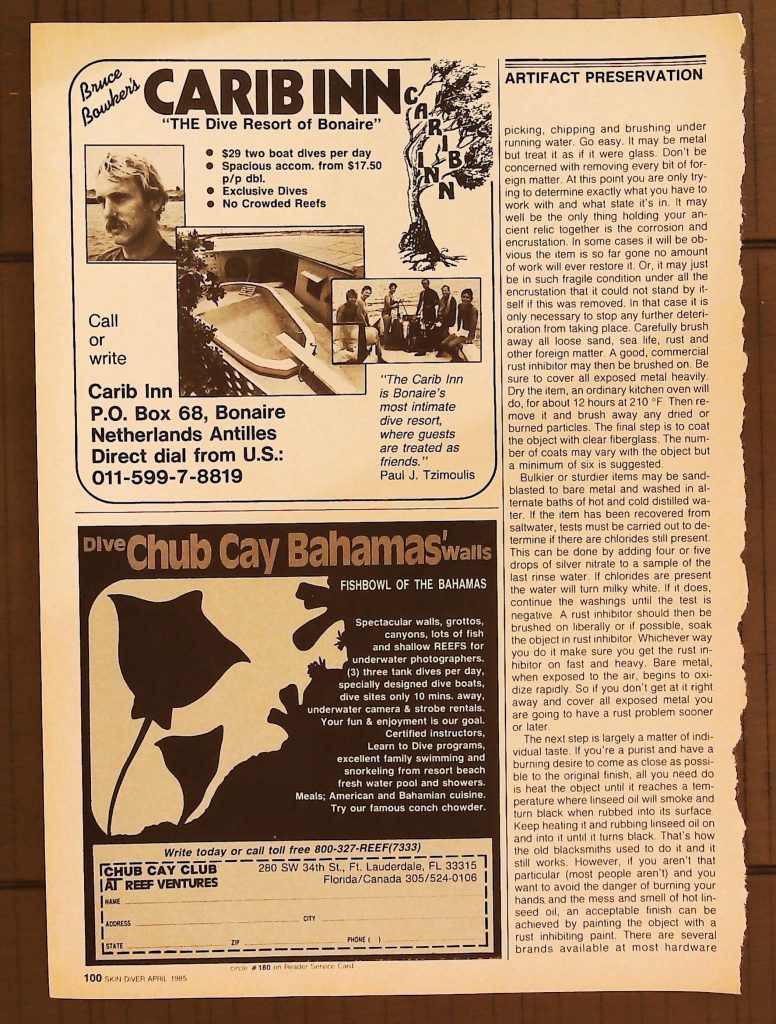 Bruce
Bowker's
CARIB INN
"THE Dive Resort of Bonaire"
• $29 two boat dives per day
• Spacious accom. from $17.50
p/p dbl.
• Exclusive Dives
• No Crowded Reefs
CARIB
INN
Call
or
write
Carib Inn
P.O. Box 68, Bonaire
Netherlands Antilles
Direct dial from U.S.:
011-599-7-8819
"The Carib Inn
is Bonaire's
most intimate
dive resort,
where guests
are treated as
friends."
Paul J. Tzimoulis
Dive Chub Cay Bahamas' Walls
FISHBOWL OF THE BAHAMAS
Spectacular walls, grottos,
canyons, lots of fish
and shallow REEFS for
underwater photographers.
(3) three tank dives per day,
specially designed dive boats,
dive sites only 10 mins. away,
underwater camera & strobe rentals.
Your fun & enjoyment is our goal.
Certified instructors,
Learn to Dive programs,
excellent family swimming and
snorkeling from resort beach
fresh water pool and showers.
Meals; American and Bahamian cuisine.
Try our famous conch chowder.
Write today or call toll free 800-327-REEF(7333)
CHUB CAY CLUB
AT REEF VENTURES
280 SW 34th St., Ft. Lauderdale, FL 33315
Florida/Canada 305/524-0106
NAME
ADDRESS CITY
STATE ZIP PHONE ( )
circle #180 on Reader Service Card
100 SKIN DIVER APRIL 1985
ARTIFACT PRESERVATION
picking, chipping and brushing under
running water. Go easy. It may be metal
but treat it as if it were glass. Don't be
concerned with removing every bit of for-
eign matter. At this point you are only try-
ing to determine exactly what you have to
work with and what state it's in. It may
well be the only thing holding your an-
cient relic together is the corrosion and
encrustation. In some cases it will be ob-
vious the item is so far gone no amount
of work will ever restore it. Or, it may just
be in such fragile condition under all the
encrustation that it could not stand by it-
self if this was removed. In that case it is
only necessary to stop any further deteri-
oration from taking place. Carefully brush
away all loose sand, sea life, rust and
other foreign matter. A good, commercial
rust inhibitor may then be brushed on. Be
sure to cover all exposed metal heavily.
Dry the item, an ordinary kitchen oven will
do, for about 12 hours at 210 °F. Then re-
move it and brush away any dried or
burned particles. The final step is to coat
the object with clear fiberglass. The num-
ber of coats may vary with the object but
a minimum of six is suggested.
Bulkier or sturdier items may be sand-
blasted to bare metal and washed in al-
ternate baths of hot and cold distilled wa-
ter. If the item has been recovered from
saltwater, tests must be carried out to de-
termine if there are chlorides still present.
This can be done by adding four or five
drops of silver nitrate to a sample of the
last rinse water. If chlorides are present
the water will turn milky white. If it does,
continue the washings until the test is
negative. A rust inhibitor should then be
brushed on liberally or if possible, soak
the object in rust inhibitor. Whichever way
you do it make sure you get the rust in-
hibitor on fast and heavy. Bare metal,
when exposed to the air, begins to oxi-
dize rapidly. So if you don't get at it right
away and cover all exposed metal you
are going to have a rust problem sooner
or later.
The next step is largely a matter of indi-
vidual taste. If you're a purist and have a
burning desire to come as close as possi-
ble to the original finish, all you need do
is heat the object until it reaches a tem-
perature where linseed oil will smoke and
turn black when rubbed into its surface.
Keep heating it and rubbing linseed oil on
and into it until it turns black. That's how
the old blacksmiths used to do it and it
still works. However, if you aren't that
particular (most people aren't) and you
want to avoid the danger of burning your
hands and the mess and smell of hot lin-
seed oil, an acceptable finish can be
achieved by painting the object with a
rust inhibiting paint. There are several
brands available at most hardware